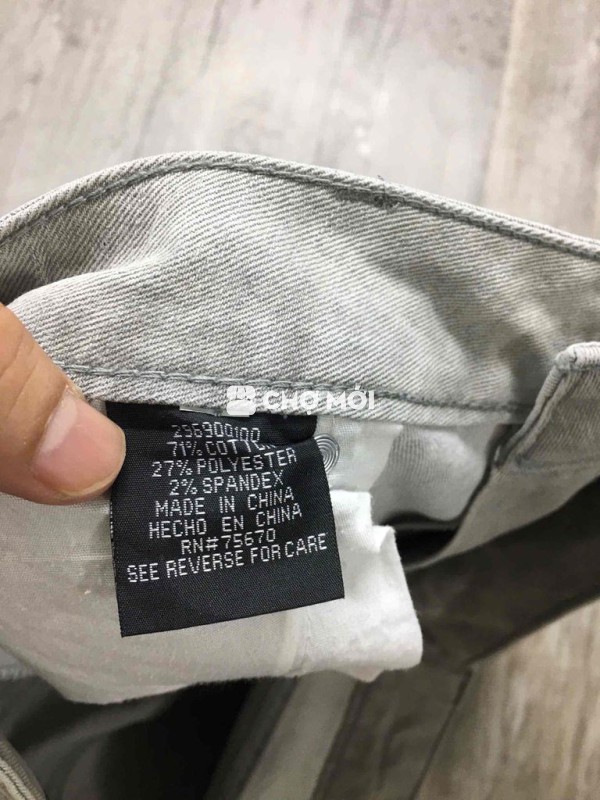 CHỢ MỚI
71% COTTON
27% POLYESTER
2% SPANDEX
MADE IN CHINA
HECHO EN CHINA
RN#75670
SEE REVERSE FOR CARE